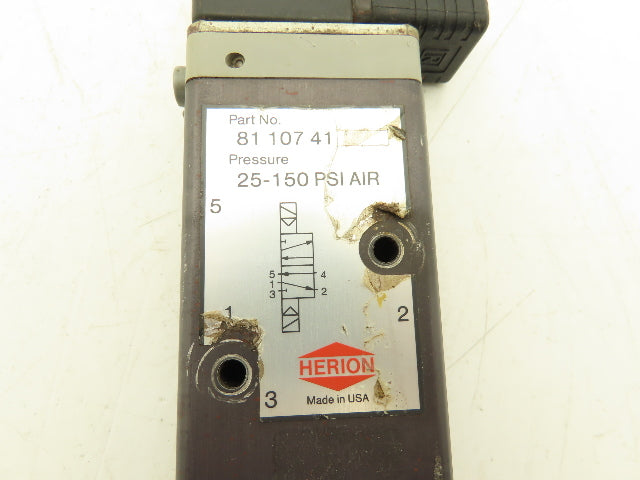 Part No.
81 107 41
Pressure
25-150 PSI AIR
5
5 4
1
3 2
1 2
HERION
3
Made in USA